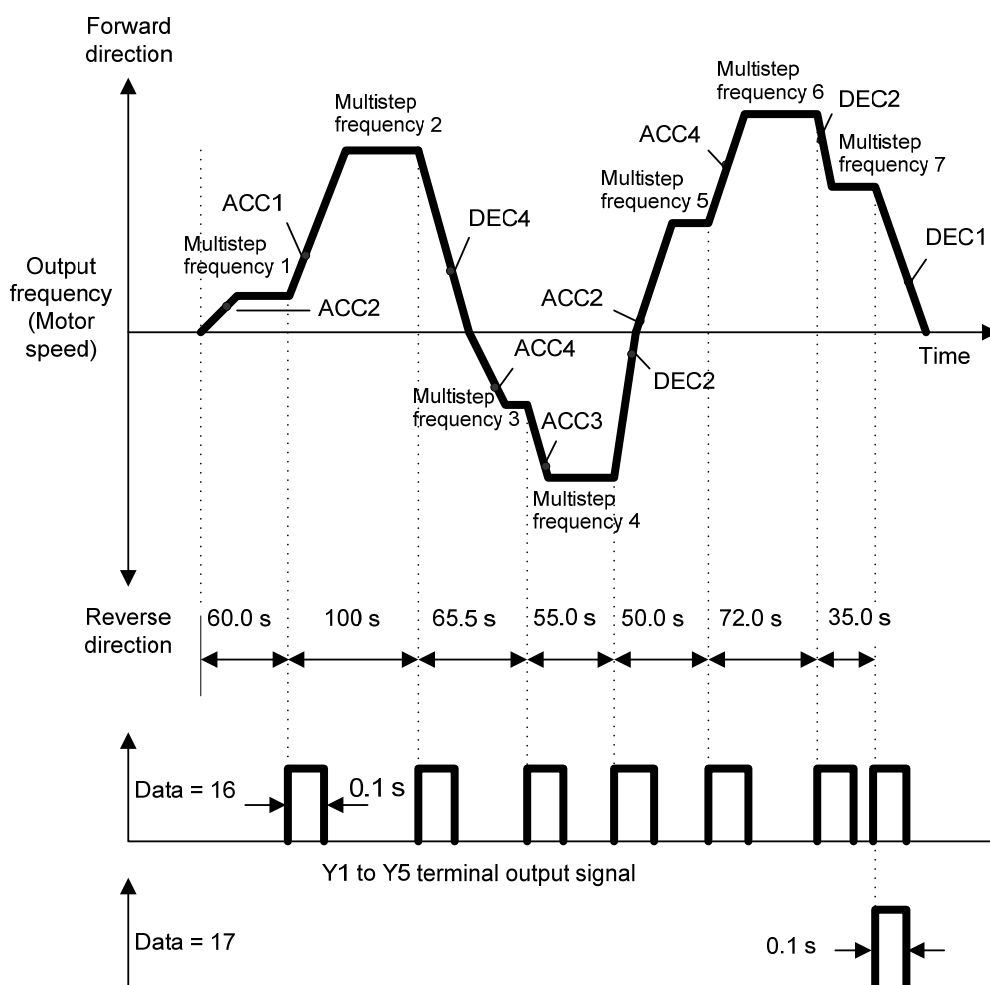 Forward
direction
Multistep
frequency 6
DEC2
Multistep
frequency 2
ACC4
Multistep
frequency 7
Multistep
frequency 5
ACC1
DEC4
Multistep
frequency 1
DEC1
Output
frequency
(Motor
speed)
ACC2
ACC2
Time
ACC4
DEC2
Multistep
frequency 3
ACC3
Multistep
frequency 4
Reverse
direction
60.0 s
100 s
65.5 s
55.0 s
50.0 s
72.0 s
35.0 s
Data = 16
0.1 s
Y1 to Y5 terminal output signal
Data = 17
0.1 s